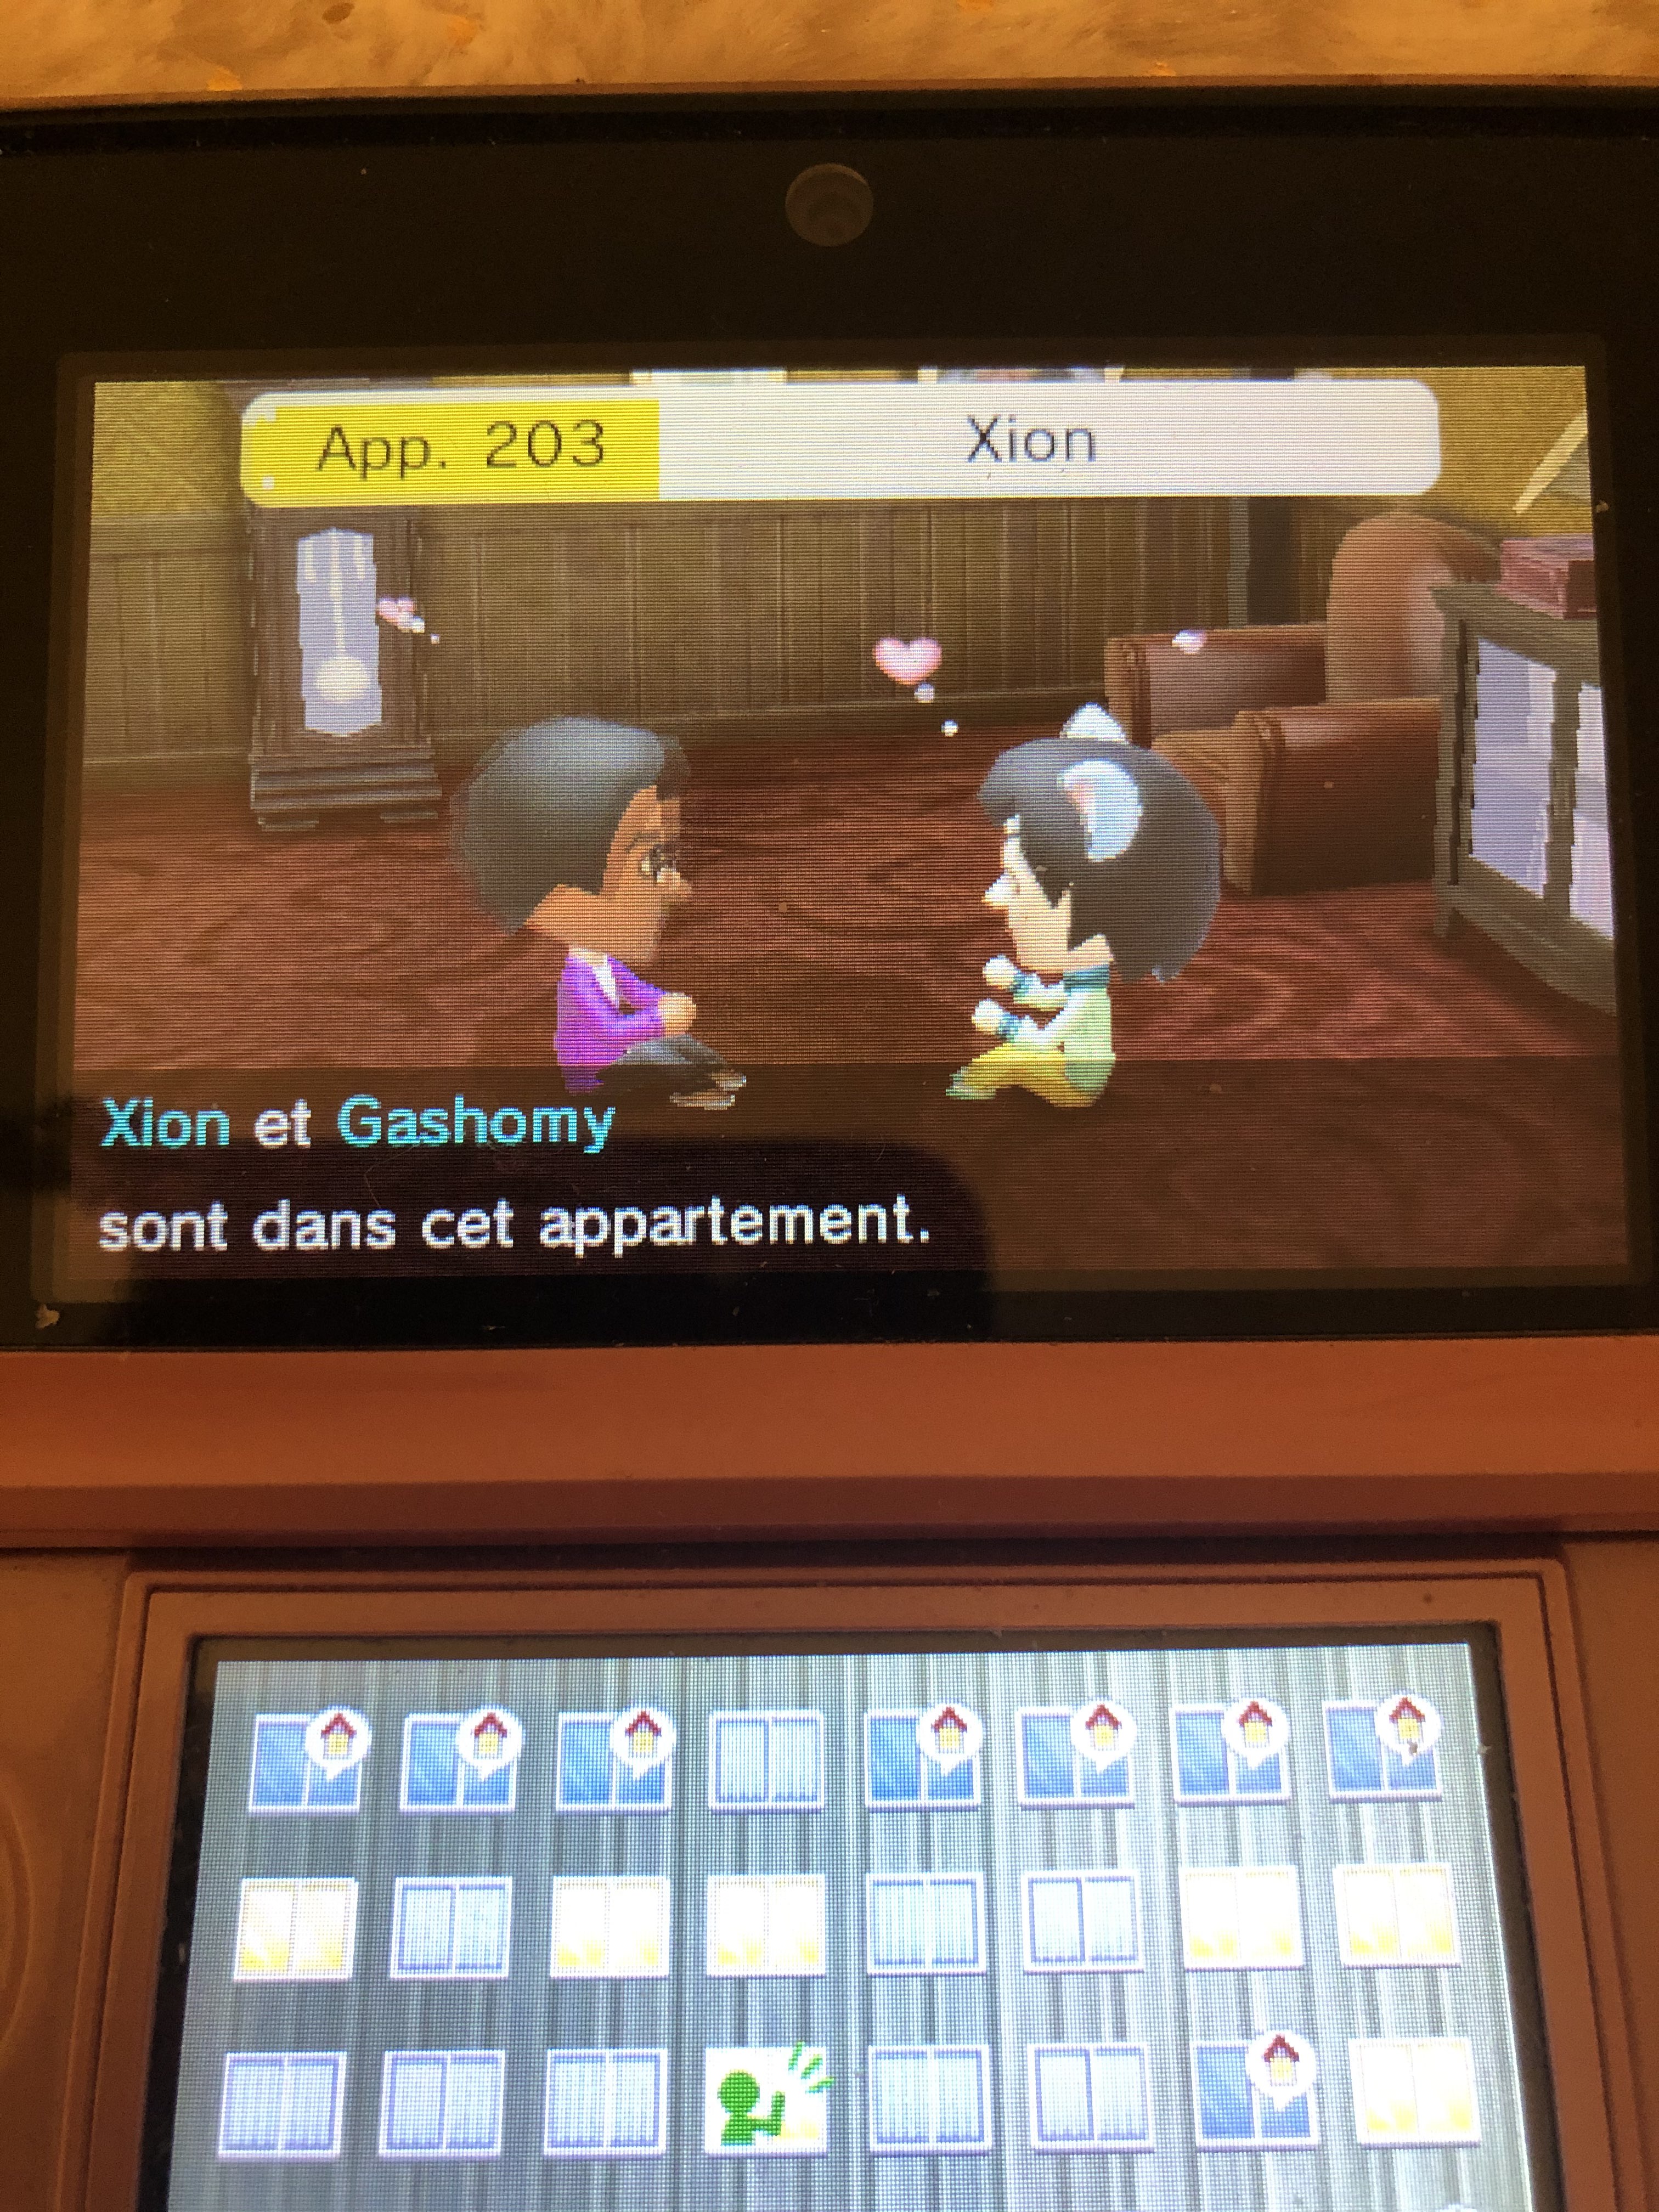 App. 203
Xion
Xion et Gashomy
sont dans cet appartement.